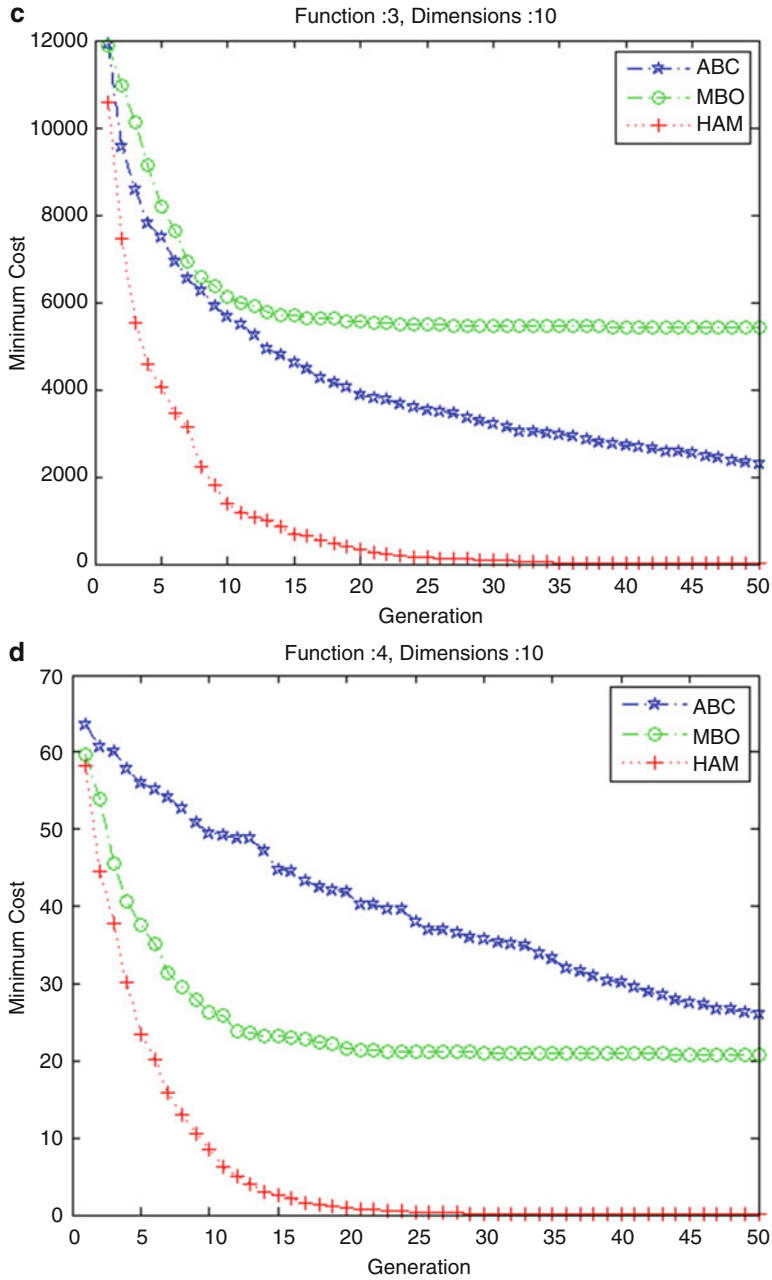 c
Function :3, Dimensions :10
12000
10000
8000
6000
4000
2000
0
Minimum Cost
ABC
MBO
HAM
0 5 10 15 20 25 30 35 40 45 50
Generation
d
Function :4, Dimensions :10
70
60
50
40
30
20
10
0
Minimum Cost
ABC
MBO
HAM
0 5 10 15 20 25 30 35 40 45 50
Generation